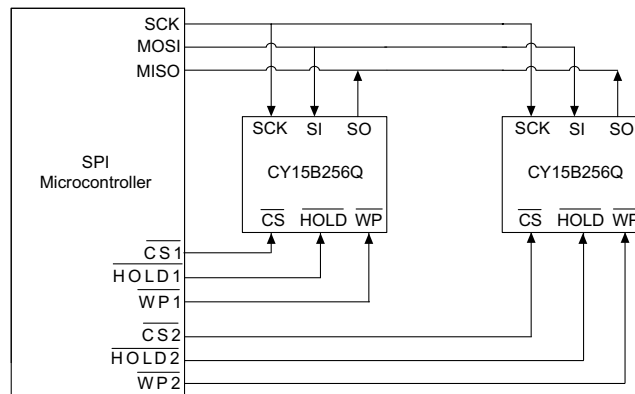 SCK
MOSI
MISO
SPI
Microcontroller
CS1
HOLD1
WP1
CS2
HOLD2
WP2
SCK SI SO
CY15B256Q
CS HOLD WP
SCK SI SO
CY15B256Q
CS HOLD WP